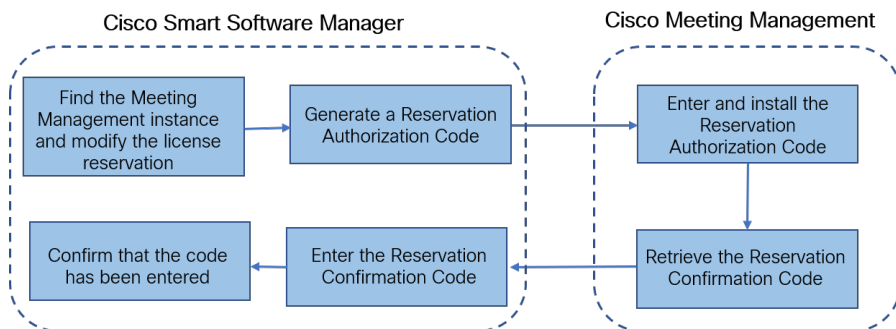 Cisco Smart Software Manager
Cisco Meeting Management
Find the Meeting
Management instance
and modify the license
reservation
Generate a Reservation
Authorization Code
Enter and install the
Reservation
Authorization Code
Retrieve the Reservation
Confirmation Code
Enter the Reservation
Confirmation Code
Confirm that the code
has been entered